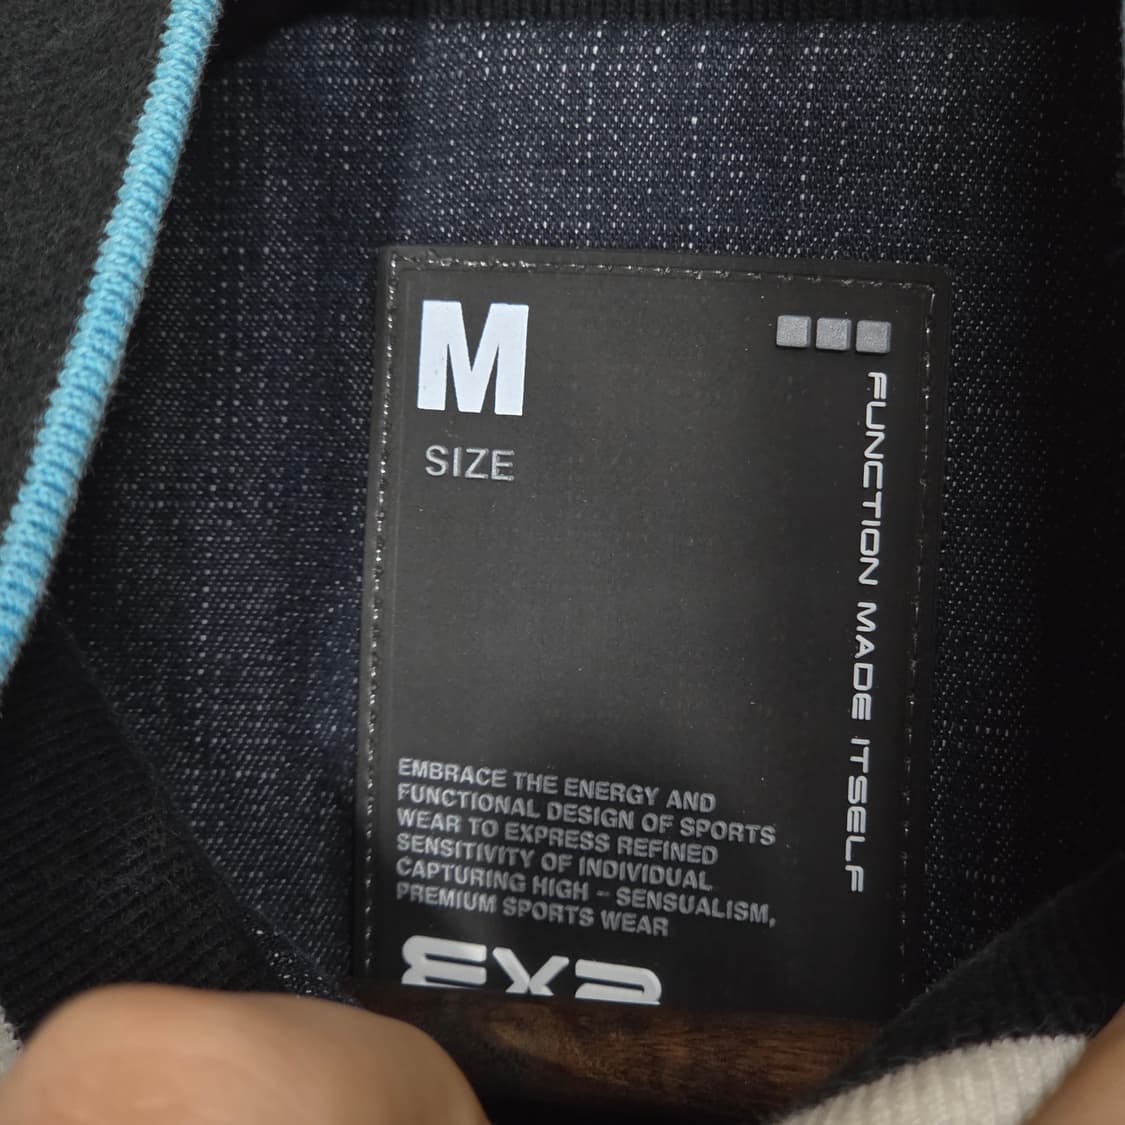 M
SIZE
FUNCTION MADE ITSELF
EMBRACE THE ENERGY AND
FUNCTIONAL DESIGN OF SPORTS
WEAR TO EXPRESS REFINED
SENSITIVITY OF INDIVIDUAL
CAPTURING HIGH - SENSUALISM,
PREMIUM SPORTS WEAR